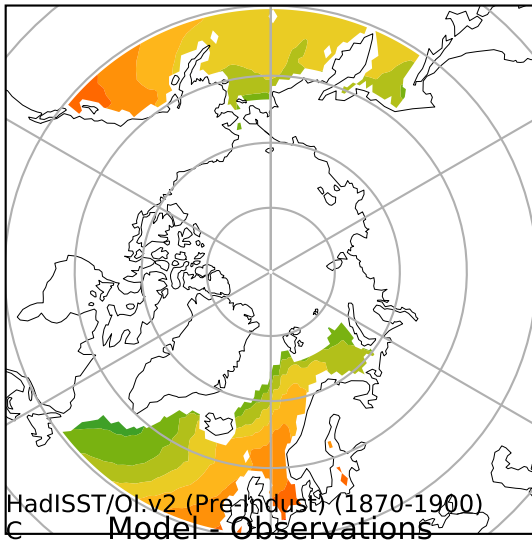 HadISST/OI.v2 (Pre-Indust) (1870-1900)
C Model - Observations